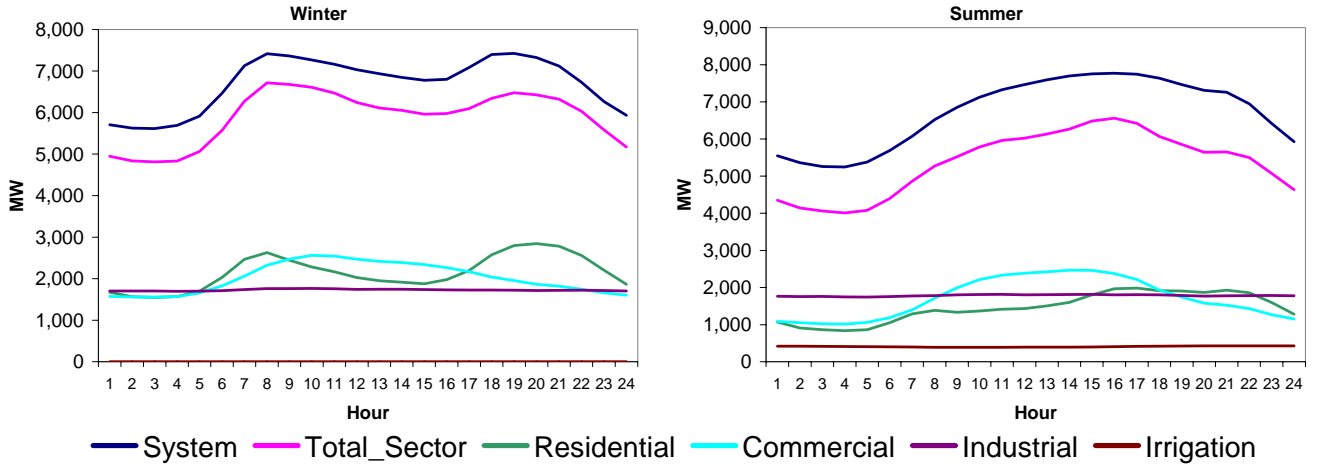 Winter
8,000
7,000
6,000
5,000
4,000
3,000
2,000
1,000
0
MW
1 2 3 4 5 6 7 8 9 10 11 12 13 14 15 16 17 18 19 20 21 22 23 24
Hour
Summer
9,000
8,000
7,000
6,000
5,000
4,000
3,000
2,000
1,000
0
MW
1 2 3 4 5 6 7 8 9 10 11 12 13 14 15 16 17 18 19 20 21 22 23 24
Hour
System Total_Sector Residential Commercial Industrial Irrigation